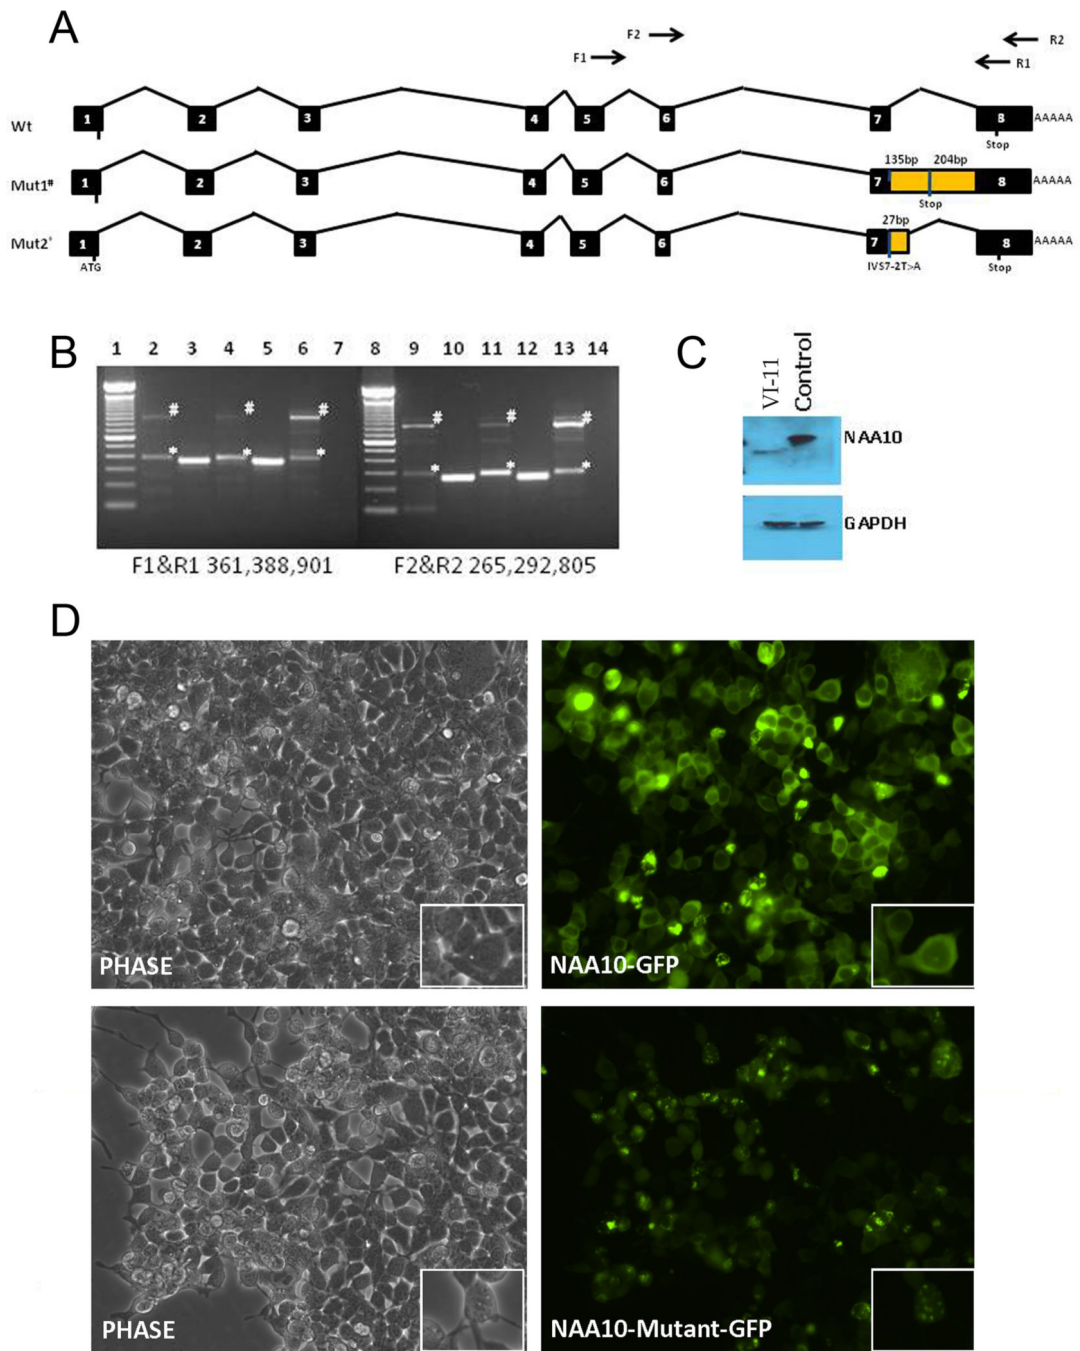 A
F2
R2
F1
R1
Wt
1 2 3 4 5 6 7 8
AAAAA
Stop
135bp 204bp
Mut1#
1 2 3 4 5 6 7 8
AAAAA
Stop
27bp
Mut2*
1 2 3 4 5 6 7 8
AAAAA
ATG
IVS7-2T>A
Stop
B
1 2 3 4 5 6 7 8 9 10 11 12 13 14
# # # # # #
* * * * * *
F1&R1 361,388,901
F2&R2 265,292,805
C
VI-11
Control
NAA10
GAPDH
D
PHASE
NAA10-GFP
PHASE
NAA10-Mutant-GFP